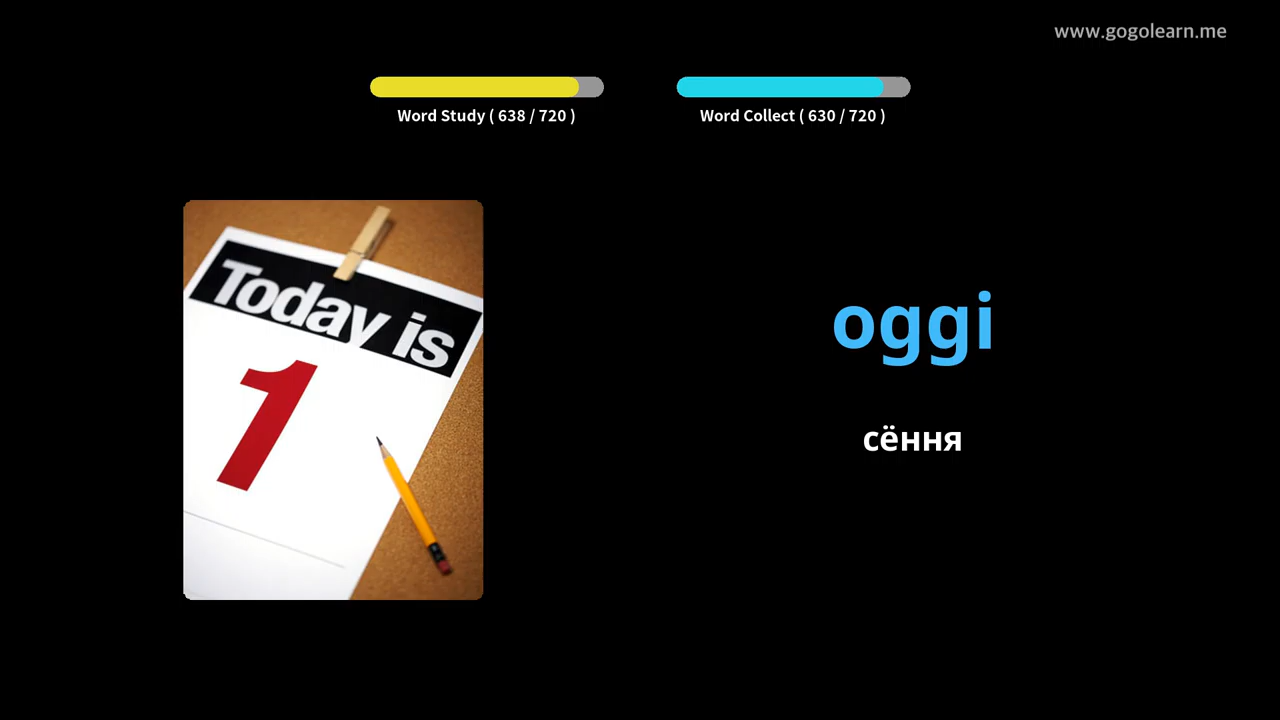 www.gogolearn.me
Word Study ( 638 / 720 )
Word Collect ( 630 / 720 )
Today is
1
oggi
сёння